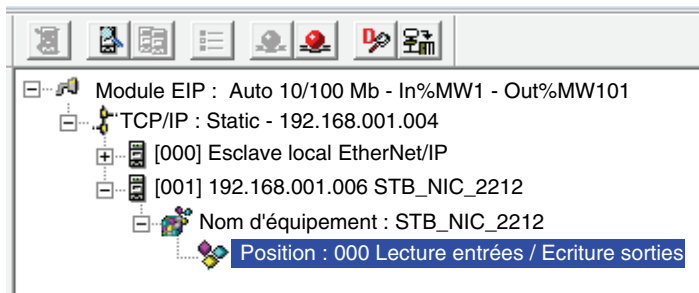 Module EIP : Auto 10/100 Mb - In%MW1 - Out%MW101
TCP/IP : Static - 192.168.001.004
[000] Esclave local EtherNet/IP
[001] 192.168.001.006 STB_NIC_2212
Nom d'équipement : STB_NIC_2212
Position : 000 Lecture entrées / Ecriture sorties